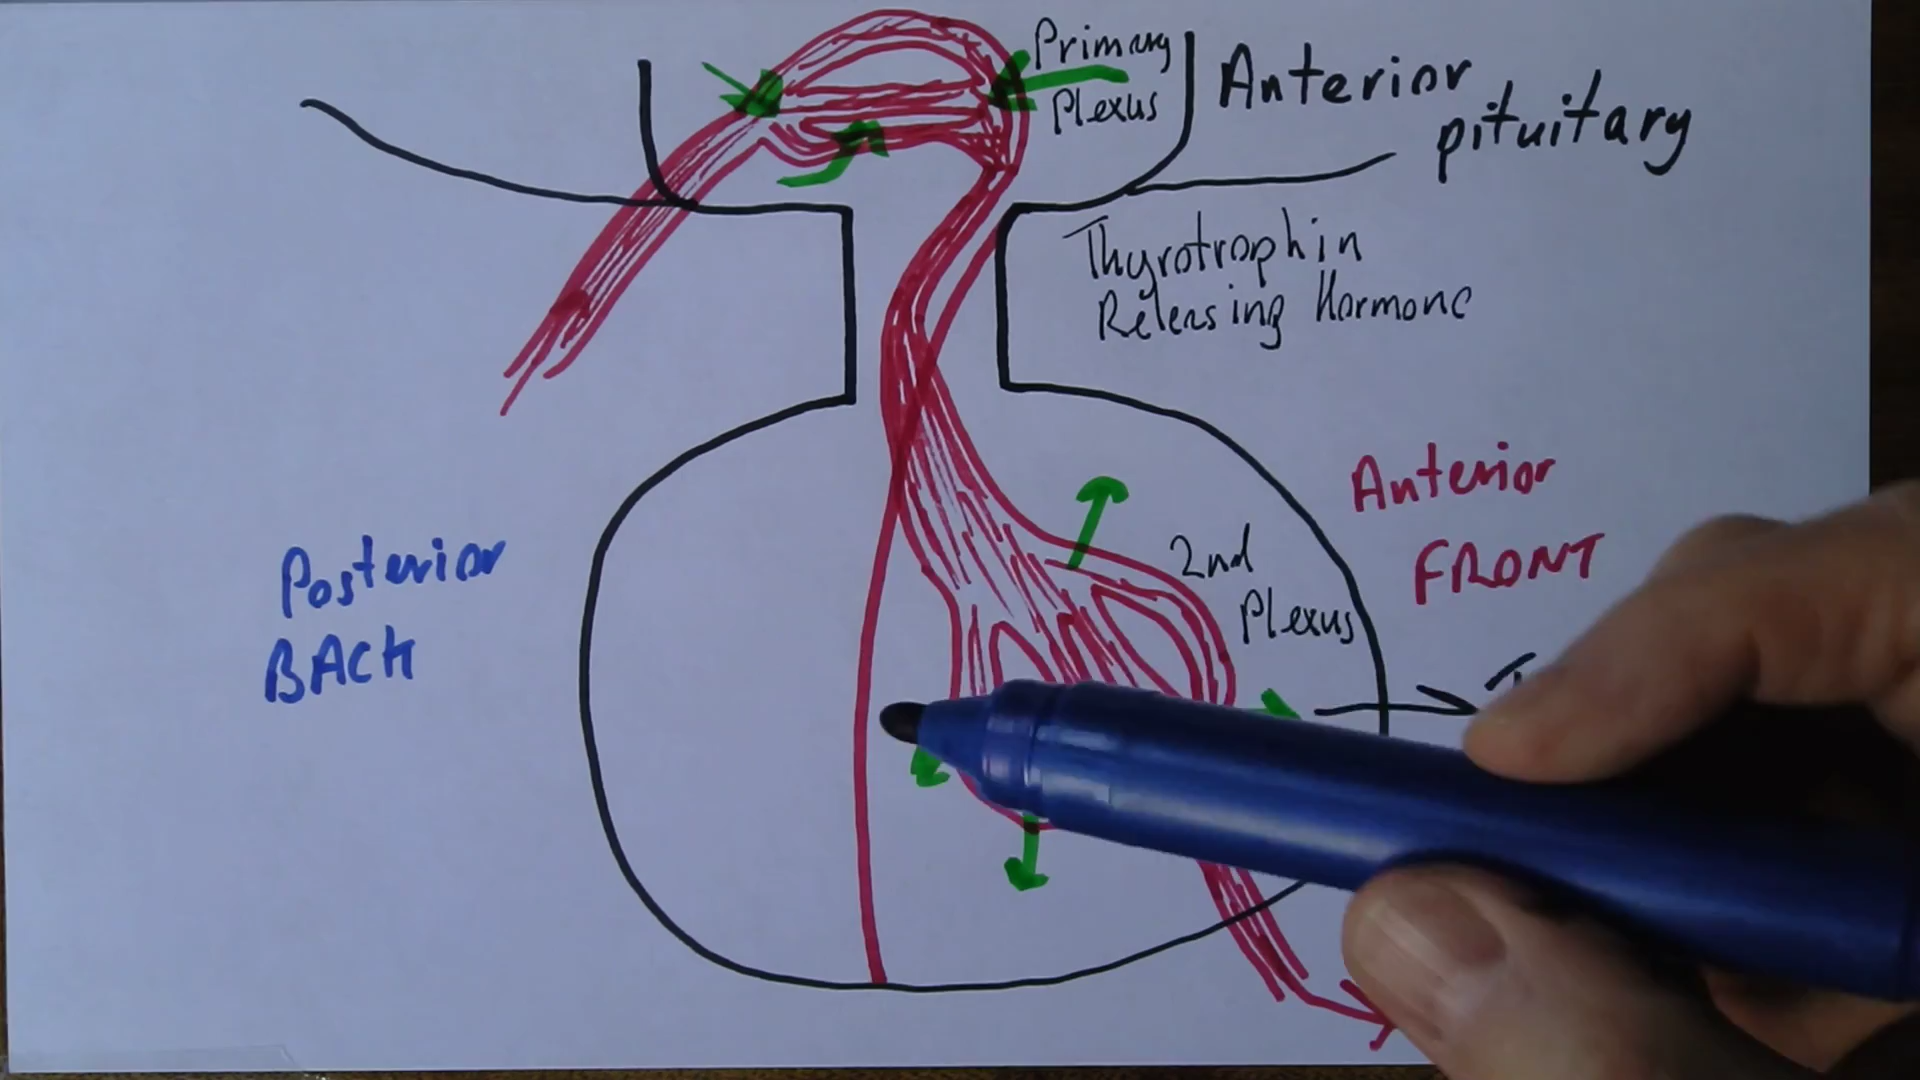 Primary
Plexus
Anterior
pituitary
Thyrotrophin
Releasing Hormone
Anterior
FRONT
2nd
Plexus
Posterior
BACK